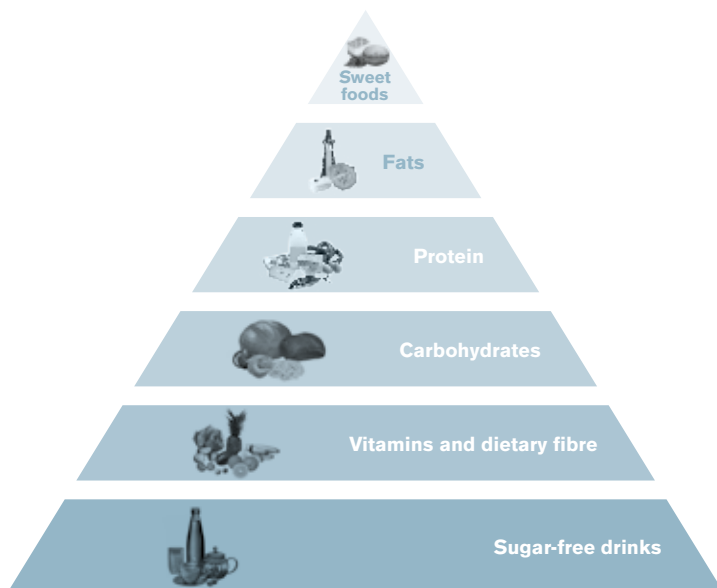 Sweet
foods
Fats
Protein
Carbohydrates
Vitamins and dietary fibre
Sugar-free drinks